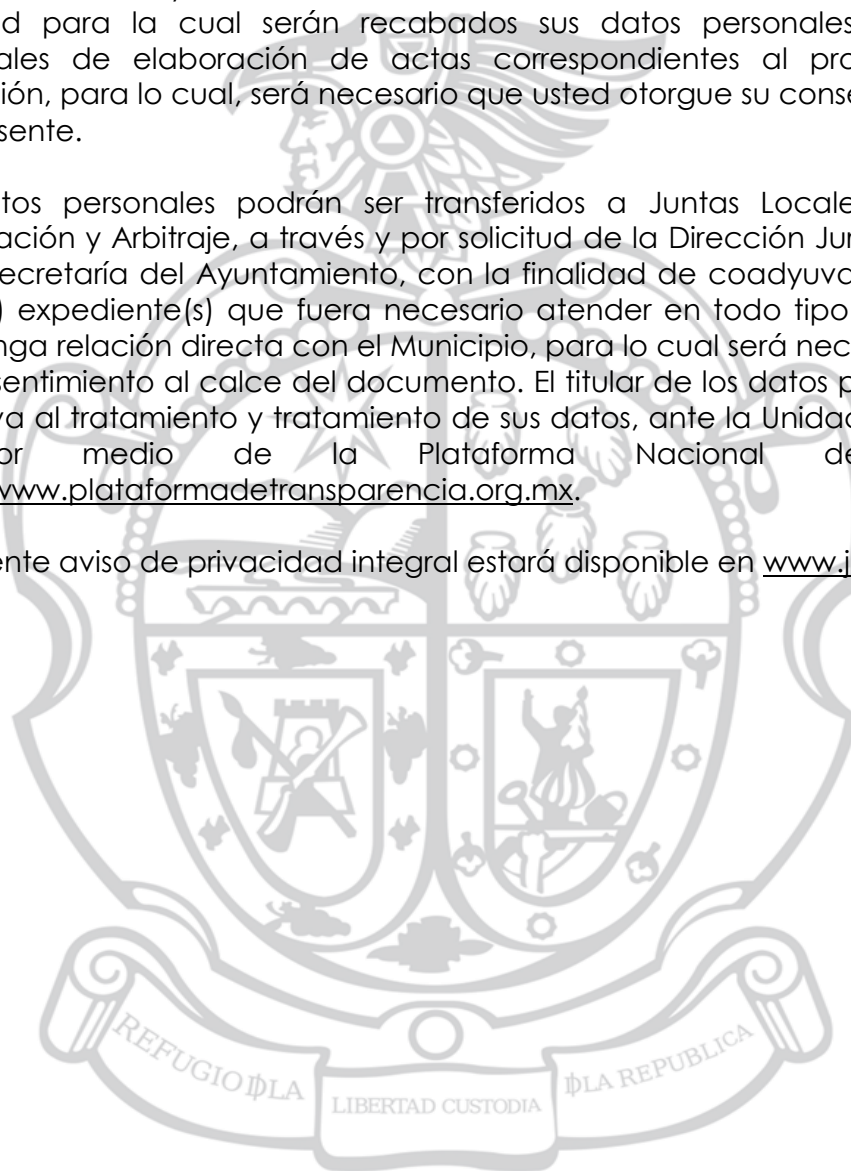 d para la cual serán recabados sus datos personales
ales de elaboración de actas correspondientes al pro
ión, para lo cual, será necesario que usted otorgue su conse
sente.
tos personales podrán ser transferidos a Juntas Locale
ación y Arbitraje, a través y por solicitud de la Dirección Jur
ecretaría del Ayuntamiento, con la finalidad de coadyuva
) expediente(s) que fuera necesario atender en todo tipo
nga relación directa con el Municipio, para lo cual será nec
sentimiento al calce del documento. El titular de los datos p
va al tratamiento y tratamiento de sus datos, ante la Unidad
or medio de la Plataforma Nacional de
www.plataformadetransparencia.org.mx.
ente aviso de privacidad integral estará disponible en www.j
REFUGIO DLA
LIBERTAD CUSTODIA
DLA REPUBLICA